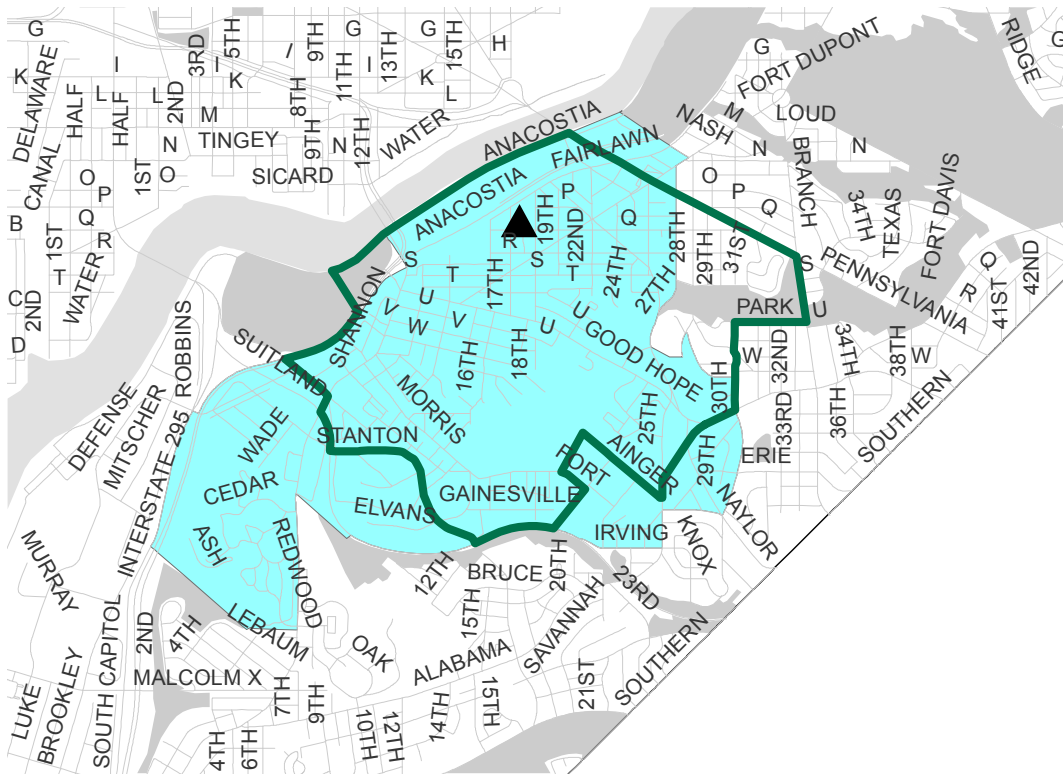 G
5TH
I
9TH
G
G
15TH
H
RIDGE
G
DELAWARE
K
I
3RD
I
K
8TH
11TH
I
13TH
K
L
G
FORT DUPONT
HALF
L
HALF
L
2ND
M
TINGEY
9TH
N
12TH
WATER
ANACOSTIA
NASH
M
LOUD
CANAL
O
P
1ST
N
O
SICARD
FAIRLAWN
N
BRANCH
N
B
1ST
Q
R
ANACOSTIA
P
19TH
22ND
Q
O
P
Q
34TH
TEXAS
FORT DAVIS
T
WATER
R
S
T
17TH
S
T
24TH
28TH
29TH
31ST
S
PENNSYLVANIA
Q
R
42ND
C
2ND
D
ROBBINS
SHANNON
V
U
W
V
U
U
27TH
PARK
U
41ST
SUITLAND
16TH
18TH
GOOD HOPE
30TH
W
32ND
34TH
38TH
W
DEFENSE
MITSCHER
INTERSTATE 295
WADE
STANTON
MORRIS
25TH
33RD
36TH
SOUTHERN
CEDAR
ELVANS
GAINESVILLE
FORT
AINGER
29TH
ERIE
NAYLOR
MURRAY
ASH
REDWOOD
IRVING
KNOX
12TH
BRUCE
20TH
23RD
2ND
4TH
LEBAUM
OAK
15TH
SAVANNAH
SOUTHERN
LUKE
BROOKLEY
SOUTH CAPITOL
MALCOLM X
7TH
9TH
ALABAMA
21ST
4TH
6TH
10TH
12TH
14TH
15TH